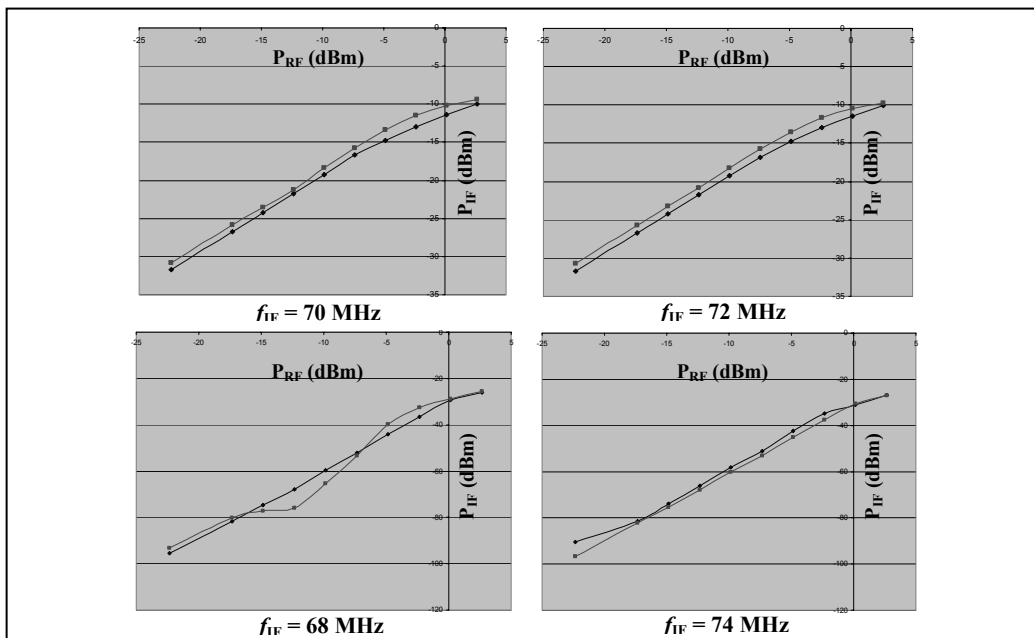 -25 -20 -15 -10 -5 0 5
P_RF (dBm)
0
-5
-10
-15
-20
-25
-30
-35
P_IF (dBm)
f_IF = 70 MHz
-25 -20 -15 -10 -5 0 5
P_RF (dBm)
0
-5
-10
-15
-20
-25
-30
-35
P_IF (dBm)
f_IF = 72 MHz
-25 -20 -15 -10 -5 0 5
P_RF (dBm)
0
-20
-40
-60
-80
-100
-120
P_IF (dBm)
f_IF = 68 MHz
-25 -20 -15 -10 -5 0 5
P_RF (dBm)
0
-20
-40
-60
-80
-100
-120
P_IF (dBm)
f_IF = 74 MHz